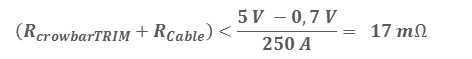 (R_crowbarTRIM + R_Cable) < (5 V − 0,7 V) / 250 A = 17 mΩ